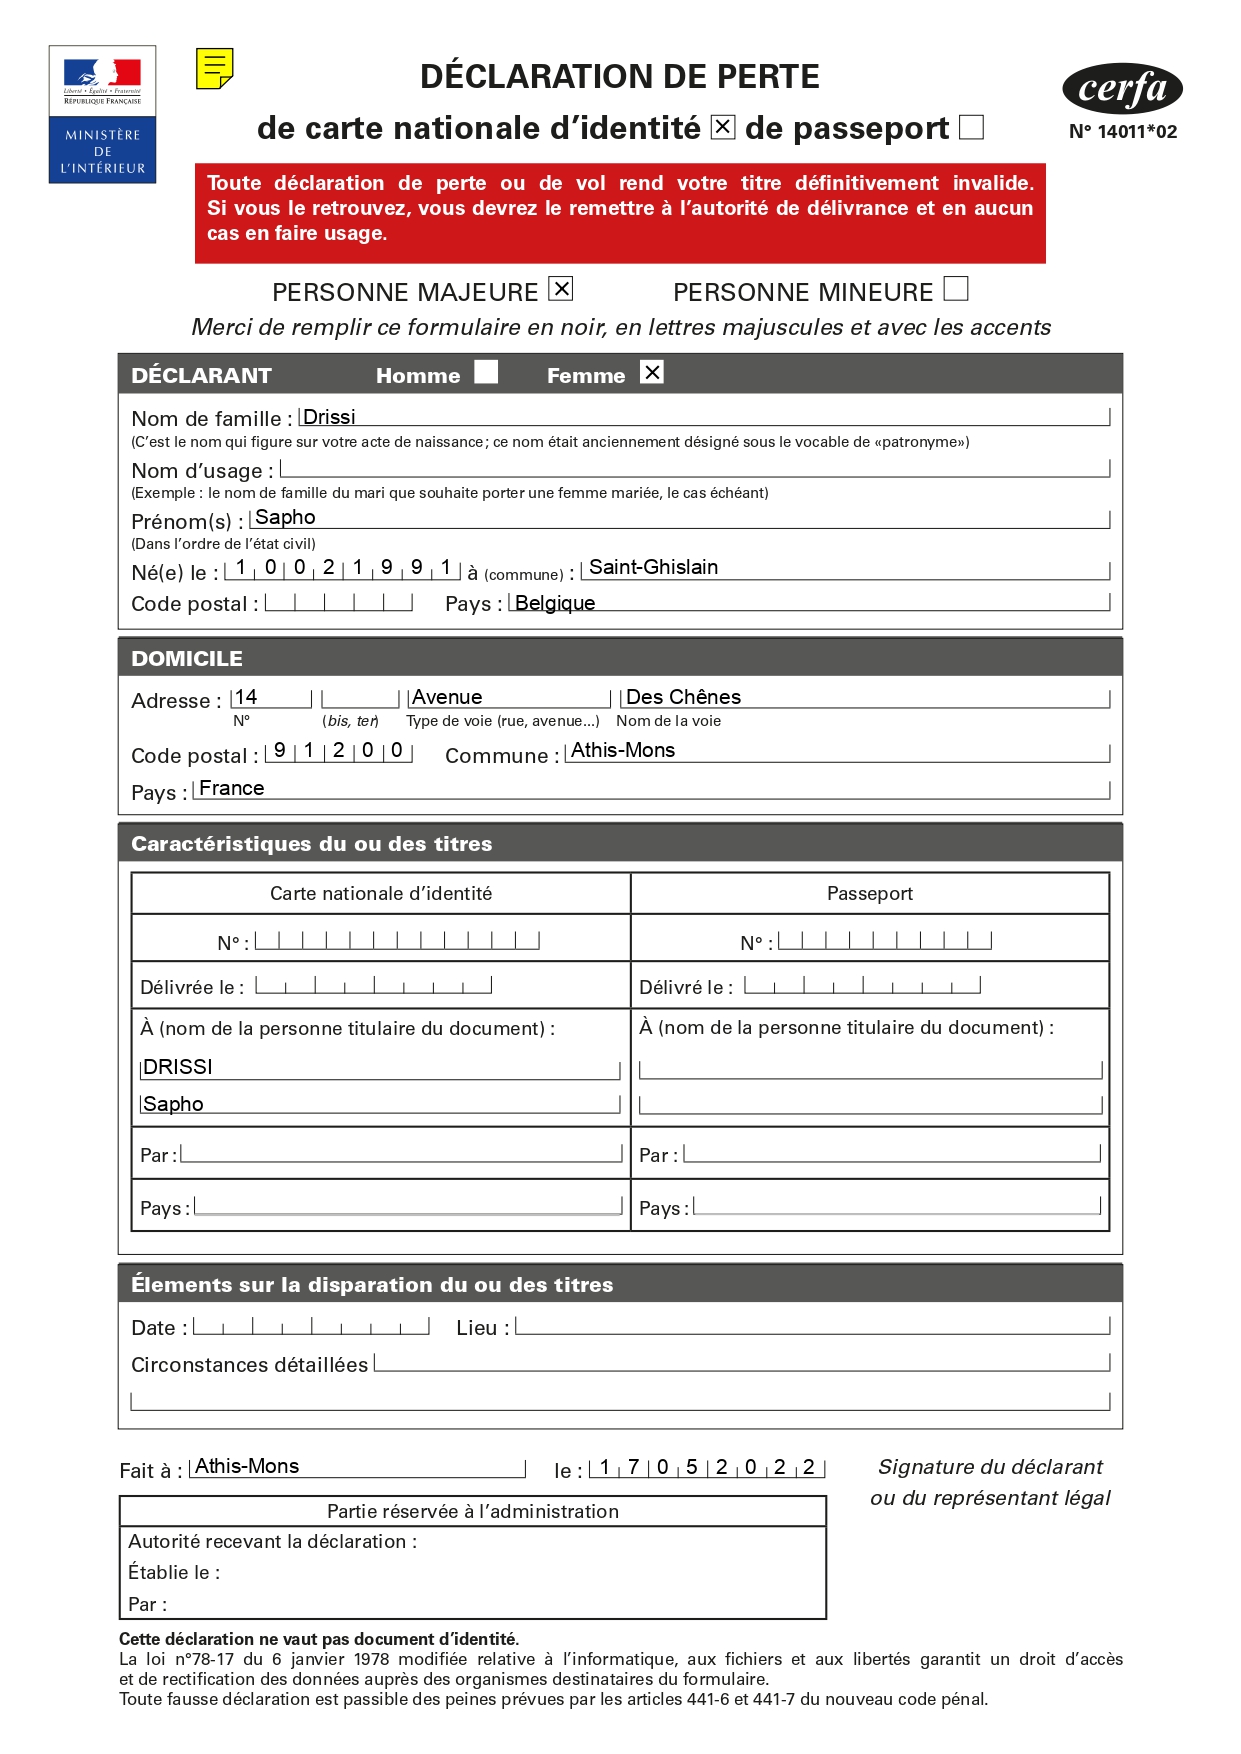 Liberté • Égalité • Fraternité
RÉPUBLIQUE FRANÇAISE
MINISTÈRE
DE
L'INTÉRIEUR
DÉCLARATION DE PERTE
de carte nationale d'identité ☒ de passeport ☐
cerfa
N° 14011*02
Toute déclaration de perte ou de vol rend votre titre définitivement invalide.
Si vous le retrouvez, vous devrez le remettre à l'autorité de délivrance et en aucun
cas en faire usage.
PERSONNE MAJEURE ☒ PERSONNE MINEURE ☐
Merci de remplir ce formulaire en noir, en lettres majuscules et avec les accents
DÉCLARANT Homme ☐ Femme ☒
Nom de famille : Drissi
(C'est le nom qui figure sur votre acte de naissance ; ce nom était anciennement désigné sous le vocable de «patronyme»)
Nom d'usage :
(Exemple : le nom de famille du mari que souhaite porter une femme mariée, le cas échéant)
Prénom(s) : Sapho
(Dans l'ordre de l'état civil)
Né(e) le : 1 0 0 2 1 9 9 1 à (commune) : Saint-Ghislain
Code postal : Pays : Belgique
DOMICILE
Adresse : 14 Avenue Des Chênes
N° (bis, ter) Type de voie (rue, avenue...) Nom de la voie
Code postal : 9 1 2 0 0 Commune : Athis-Mons
Pays : France
Caractéristiques du ou des titres
Carte nationale d'identité Passeport
N° : N° :
Délivrée le : Délivré le :
À (nom de la personne titulaire du document) : À (nom de la personne titulaire du document) :
DRISSI
Sapho
Par : Par :
Pays : Pays :
Élements sur la disparation du ou des titres
Date : Lieu :
Circonstances détaillées
Fait à : Athis-Mons le : 1 7 0 5 2 0 2 2 Signature du déclarant
ou du représentant légal
Partie réservée à l'administration
Autorité recevant la déclaration :
Établie le :
Par :
Cette déclaration ne vaut pas document d'identité.
La loi n°78-17 du 6 janvier 1978 modifiée relative à l'informatique, aux fichiers et aux libertés garantit un droit d'accès
et de rectification des données auprès des organismes destinataires du formulaire.
Toute fausse déclaration est passible des peines prévues par les articles 441-6 et 441-7 du nouveau code pénal.